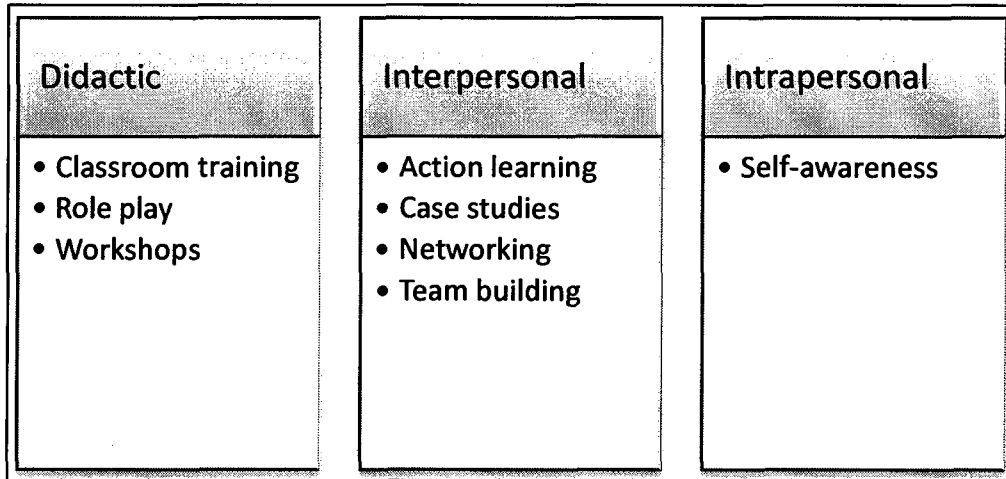 Didactic
• Classroom training
• Role play
• Workshops
Interpersonal
• Action learning
• Case studies
• Networking
• Team building
Intrapersonal
• Self-awareness